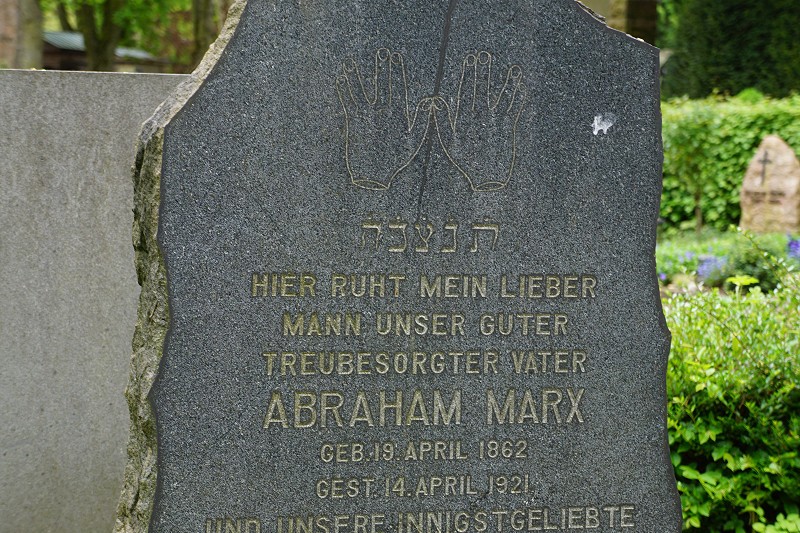 תנצבה
HIER RUHT MEIN LIEBER
MANN UNSER GUTER
TREUBESORGTER VATER
ABRAHAM MARX
GEB. 19. APRIL 1862
GEST. 14. APRIL 1921
UND UNSERE INNIGSTGELIEBTE